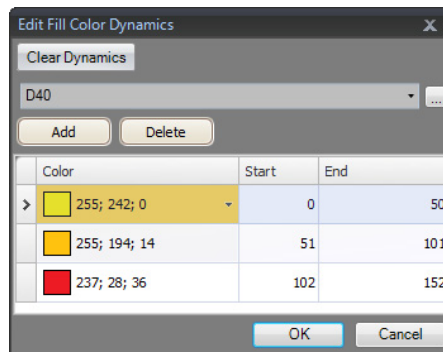 Edit Fill Color Dynamics
x
Clear Dynamics
D40
...
Add Delete
Color Start End
255; 242; 0 0 50
255; 194; 14 51 101
237; 28; 36 102 152
OK Cancel